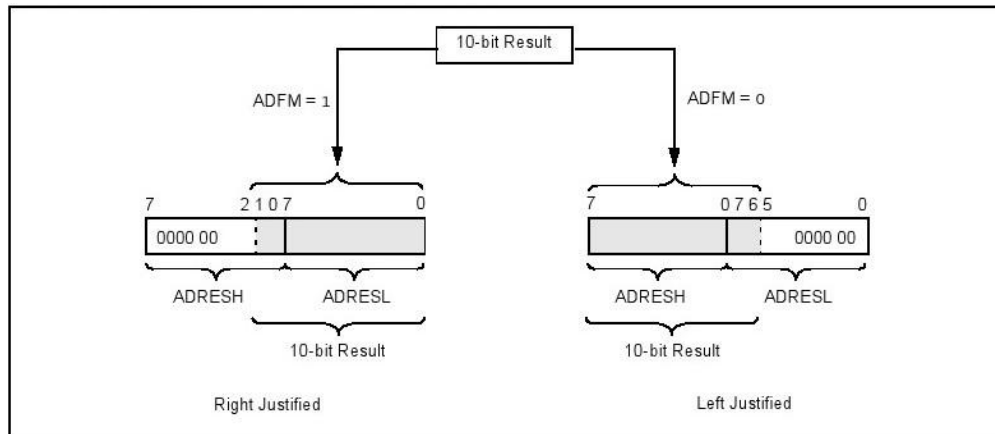 10-bit Result
ADFM = 1
ADFM = 0
7 2 1 0 7 0
7 0 7 6 5 0
0000 00
0000 00
ADRESH ADRESL
ADRESH ADRESL
10-bit Result
10-bit Result
Right Justified
Left Justified